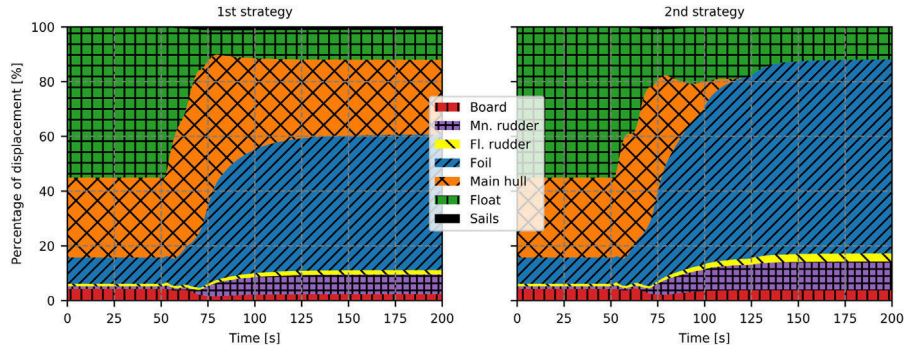 1st strategy
2nd strategy
Percentage of displacement [%]
100
80
60
40
20
0
0 25 50 75 100 125 150 175 200
Time [s]
0 25 50 75 100 125 150 175 200
Time [s]
Board
Mn. rudder
Fl. rudder
Foil
Main hull
Float
Sails